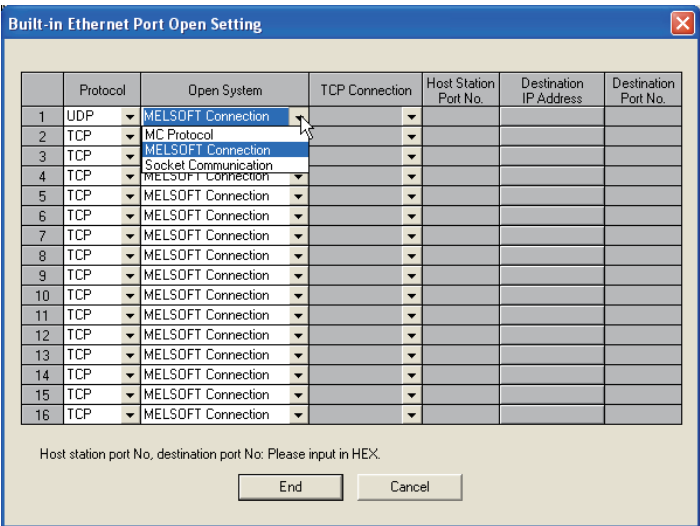 Built-in Ethernet Port Open Setting
Protocol Open System TCP Connection Host Station Port No. Destination IP Address Destination Port No.
1 UDP MELSOFT Connection
2 TCP MC Protocol
3 TCP MELSOFT Connection
Socket Communication
4 TCP MELSOFT Connection
5 TCP MELSOFT Connection
6 TCP MELSOFT Connection
7 TCP MELSOFT Connection
8 TCP MELSOFT Connection
9 TCP MELSOFT Connection
10 TCP MELSOFT Connection
11 TCP MELSOFT Connection
12 TCP MELSOFT Connection
13 TCP MELSOFT Connection
14 TCP MELSOFT Connection
15 TCP MELSOFT Connection
16 TCP MELSOFT Connection
Host station port No, destination port No: Please input in HEX.
End Cancel